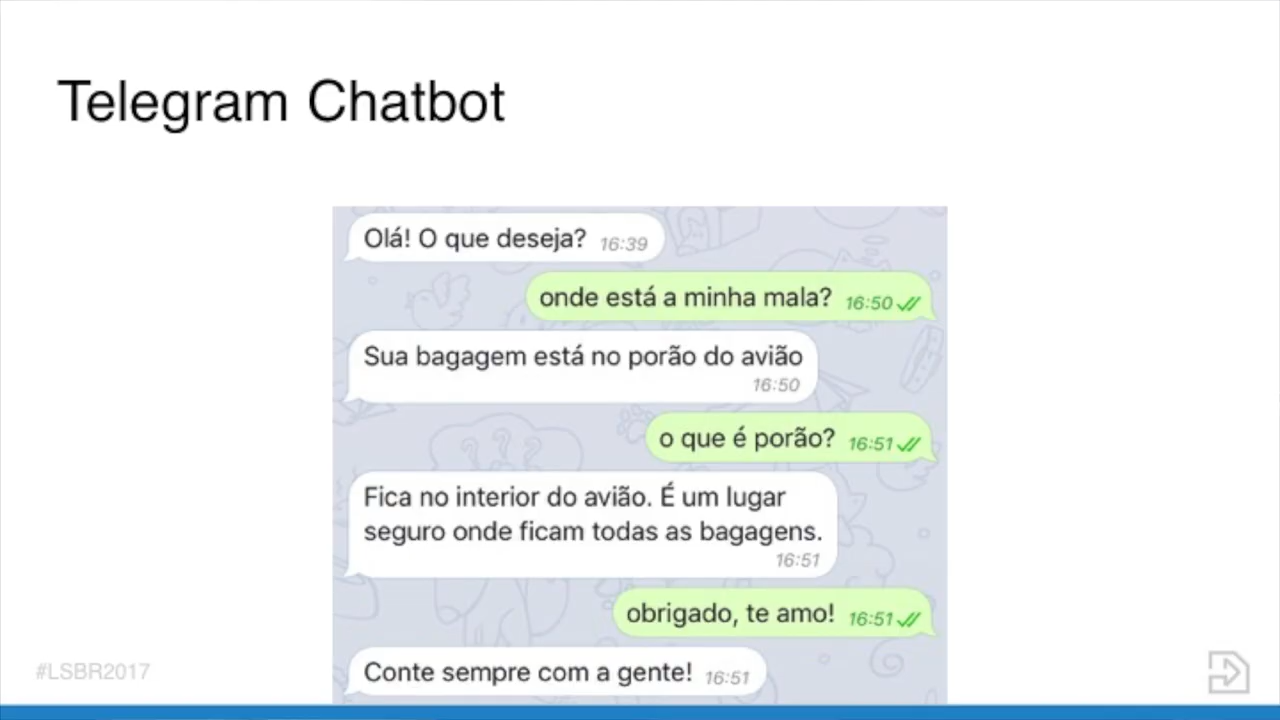 Telegram Chatbot
Olá! O que deseja? 16:39
onde está a minha mala? 16:50
Sua bagagem está no porão do avião
16:50
o que é porão? 16:51
Fica no interior do avião. É um lugar
seguro onde ficam todas as bagagens.
16:51
obrigado, te amo! 16:51
Conte sempre com a gente! 16:51
#LSBR2017